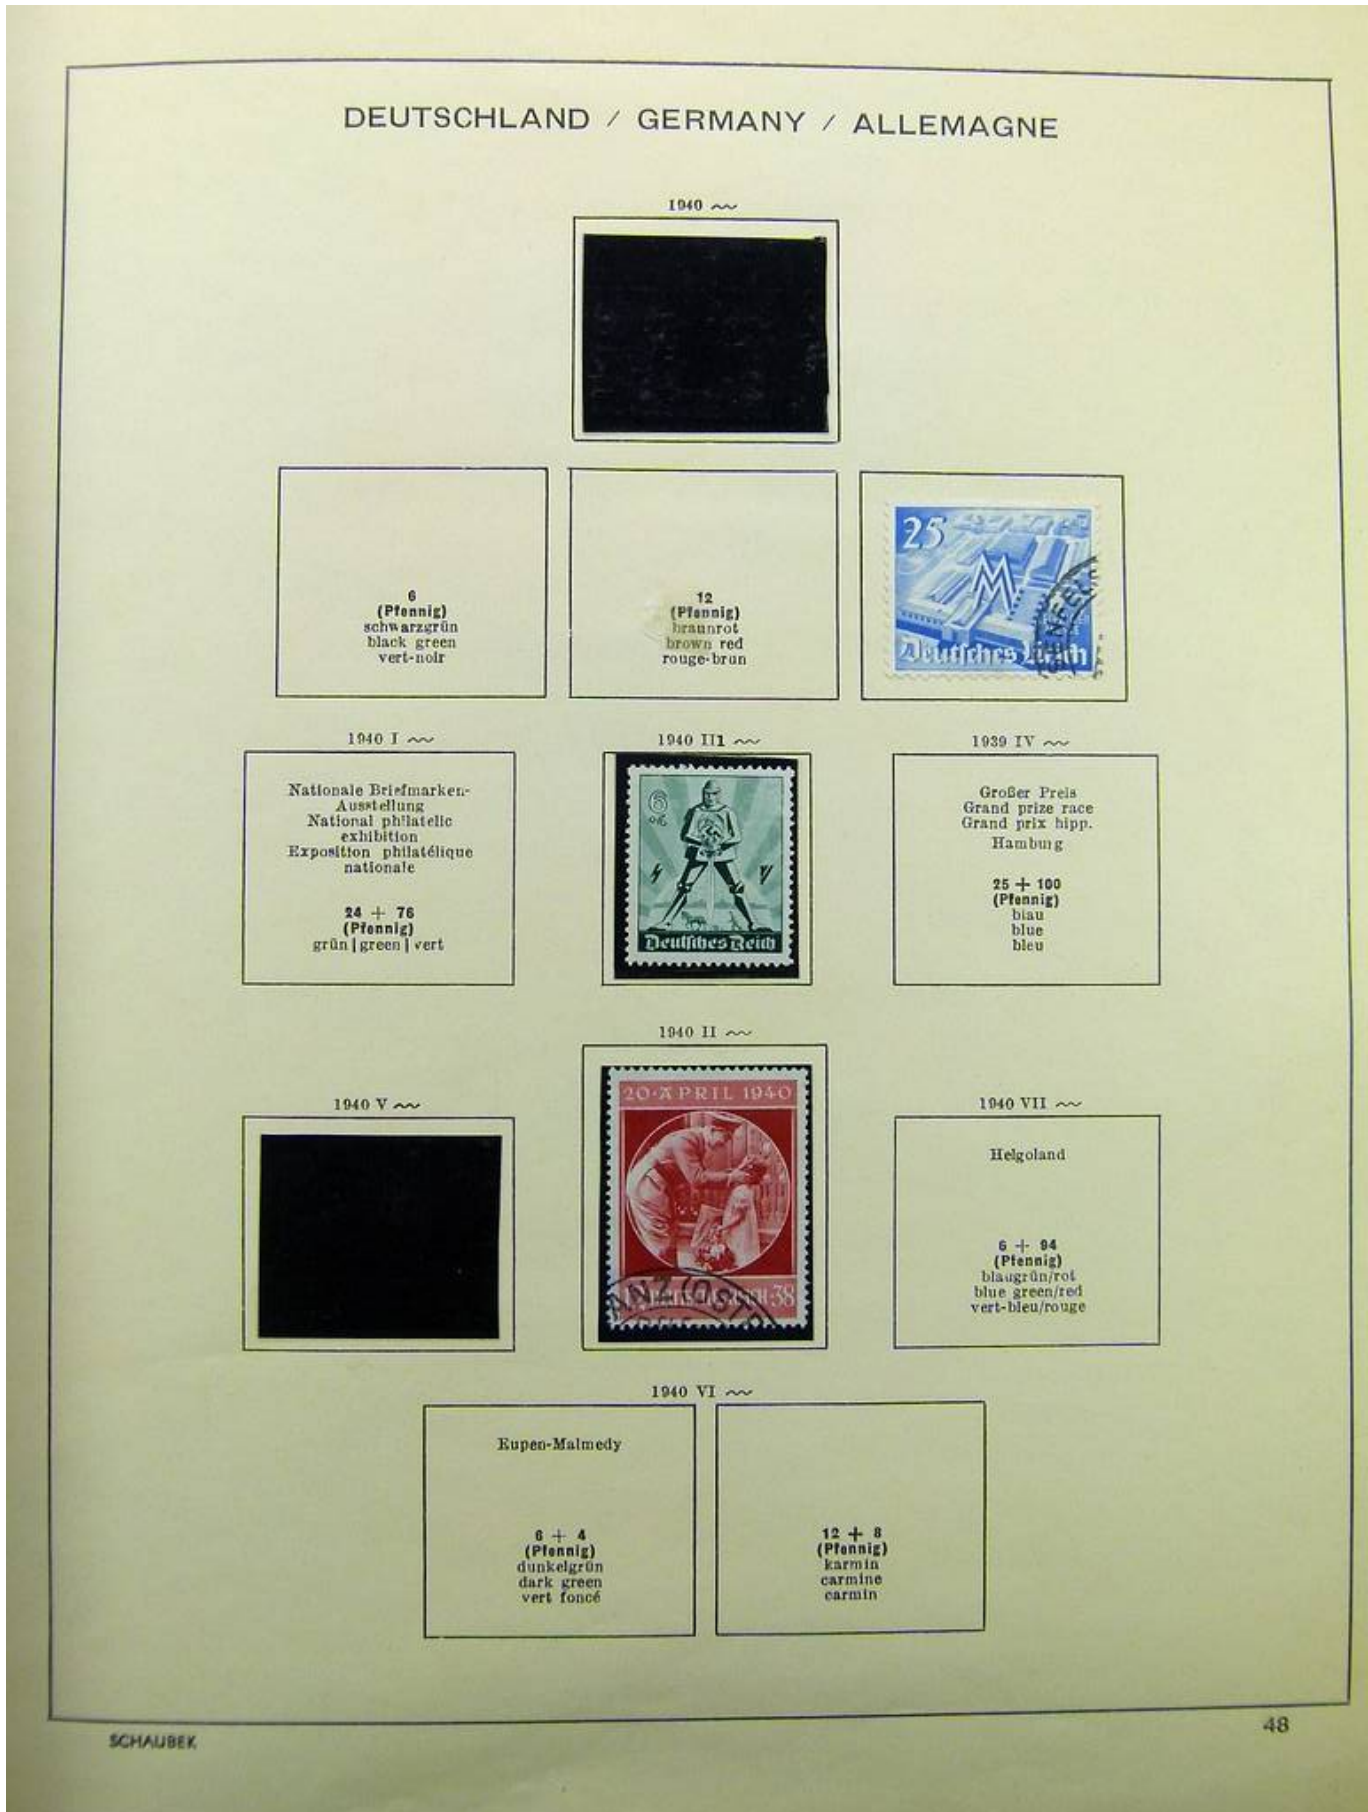 DEUTSCHLAND / GERMANY / ALLEMAGNE
1940
6
(Pfennig)
schwarzgrün
black green
vert-noir
12
(Pfennig)
braunrot
brown red
rouge-brun
25
Deutsches Reich
1940 I
Nationale Briefmarken-
Ausstellung
National philatelic
exhibition
Exposition philatélique
nationale
24 + 76
(Pfennig)
grün | green | vert
1940 III
6
Deutsches Reich
1939 IV
Großer Preis
Grand prize race
Grand prix hipp.
Hamburg
25 + 100
(Pfennig)
blau
blue
bleu
1940 V
1940 II
20·APRIL 1940
38
1940 VII
Helgoland
6 + 94
(Pfennig)
blaugrün/rot
blue green/red
vert-bleu/rouge
1940 VI
Eupen-Malmedy
6 + 4
(Pfennig)
dunkelgrün
dark green
vert foncé
12 + 8
(Pfennig)
karmin
carmine
carmin
SCHAUBEK
48